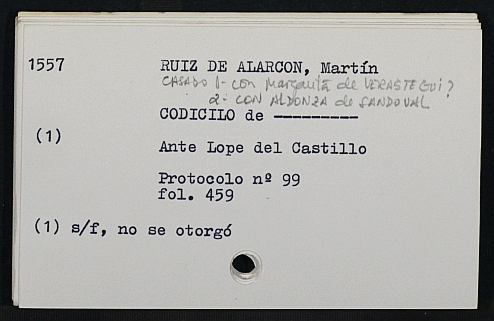 1557 RUIZ DE ALARCON, Martín
CASADO 1- con Margarita de VERASTEGUI?
2- CON ALDONZA de SANDOVAL
CODICILO de ---------
(1)
Ante Lope del Castillo
Protocolo nº 99
fol. 459
(1) s/f, no se otorgó